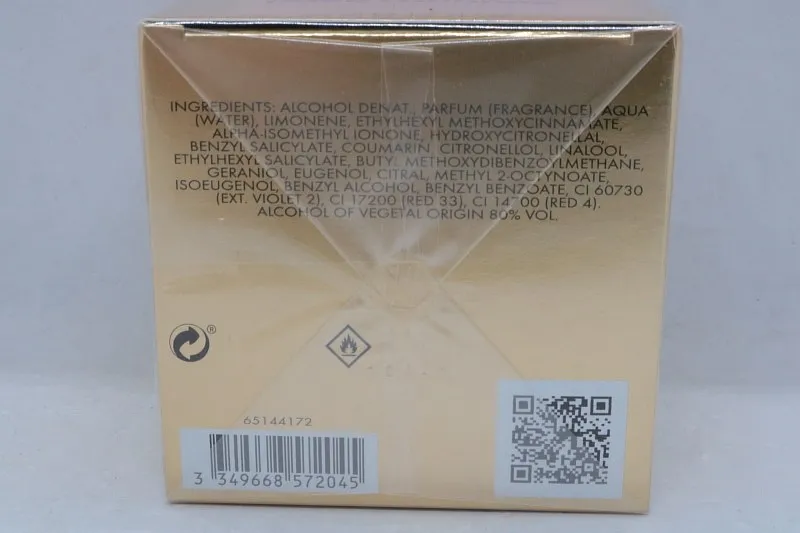 INGREDIENTS: ALCOHOL DENAT., PARFUM (FRAGRANCE), AQUA
(WATER), LIMONENE, ETHYLHEXYL METHOXYCINNAMATE,
ALPHA-ISOMETHYL IONONE, HYDROXYCITRONELLAL,
BENZYL SALICYLATE, COUMARIN, CITRONELLOL, LINALOOL,
ETHYLHEXYL SALICYLATE, BUTYL METHOXYDIBENZOYLMETHANE,
GERANIOL, EUGENOL, CITRAL, METHYL 2-OCTYNOATE,
ISOEUGENOL, BENZYL ALCOHOL, BENZYL BENZOATE, CI 60730
(EXT. VIOLET 2), CI 17200 (RED 33), CI 14700 (RED 4).
ALCOHOL OF VEGETAL ORIGIN 80% VOL.
®
65144172
3 349668 572045